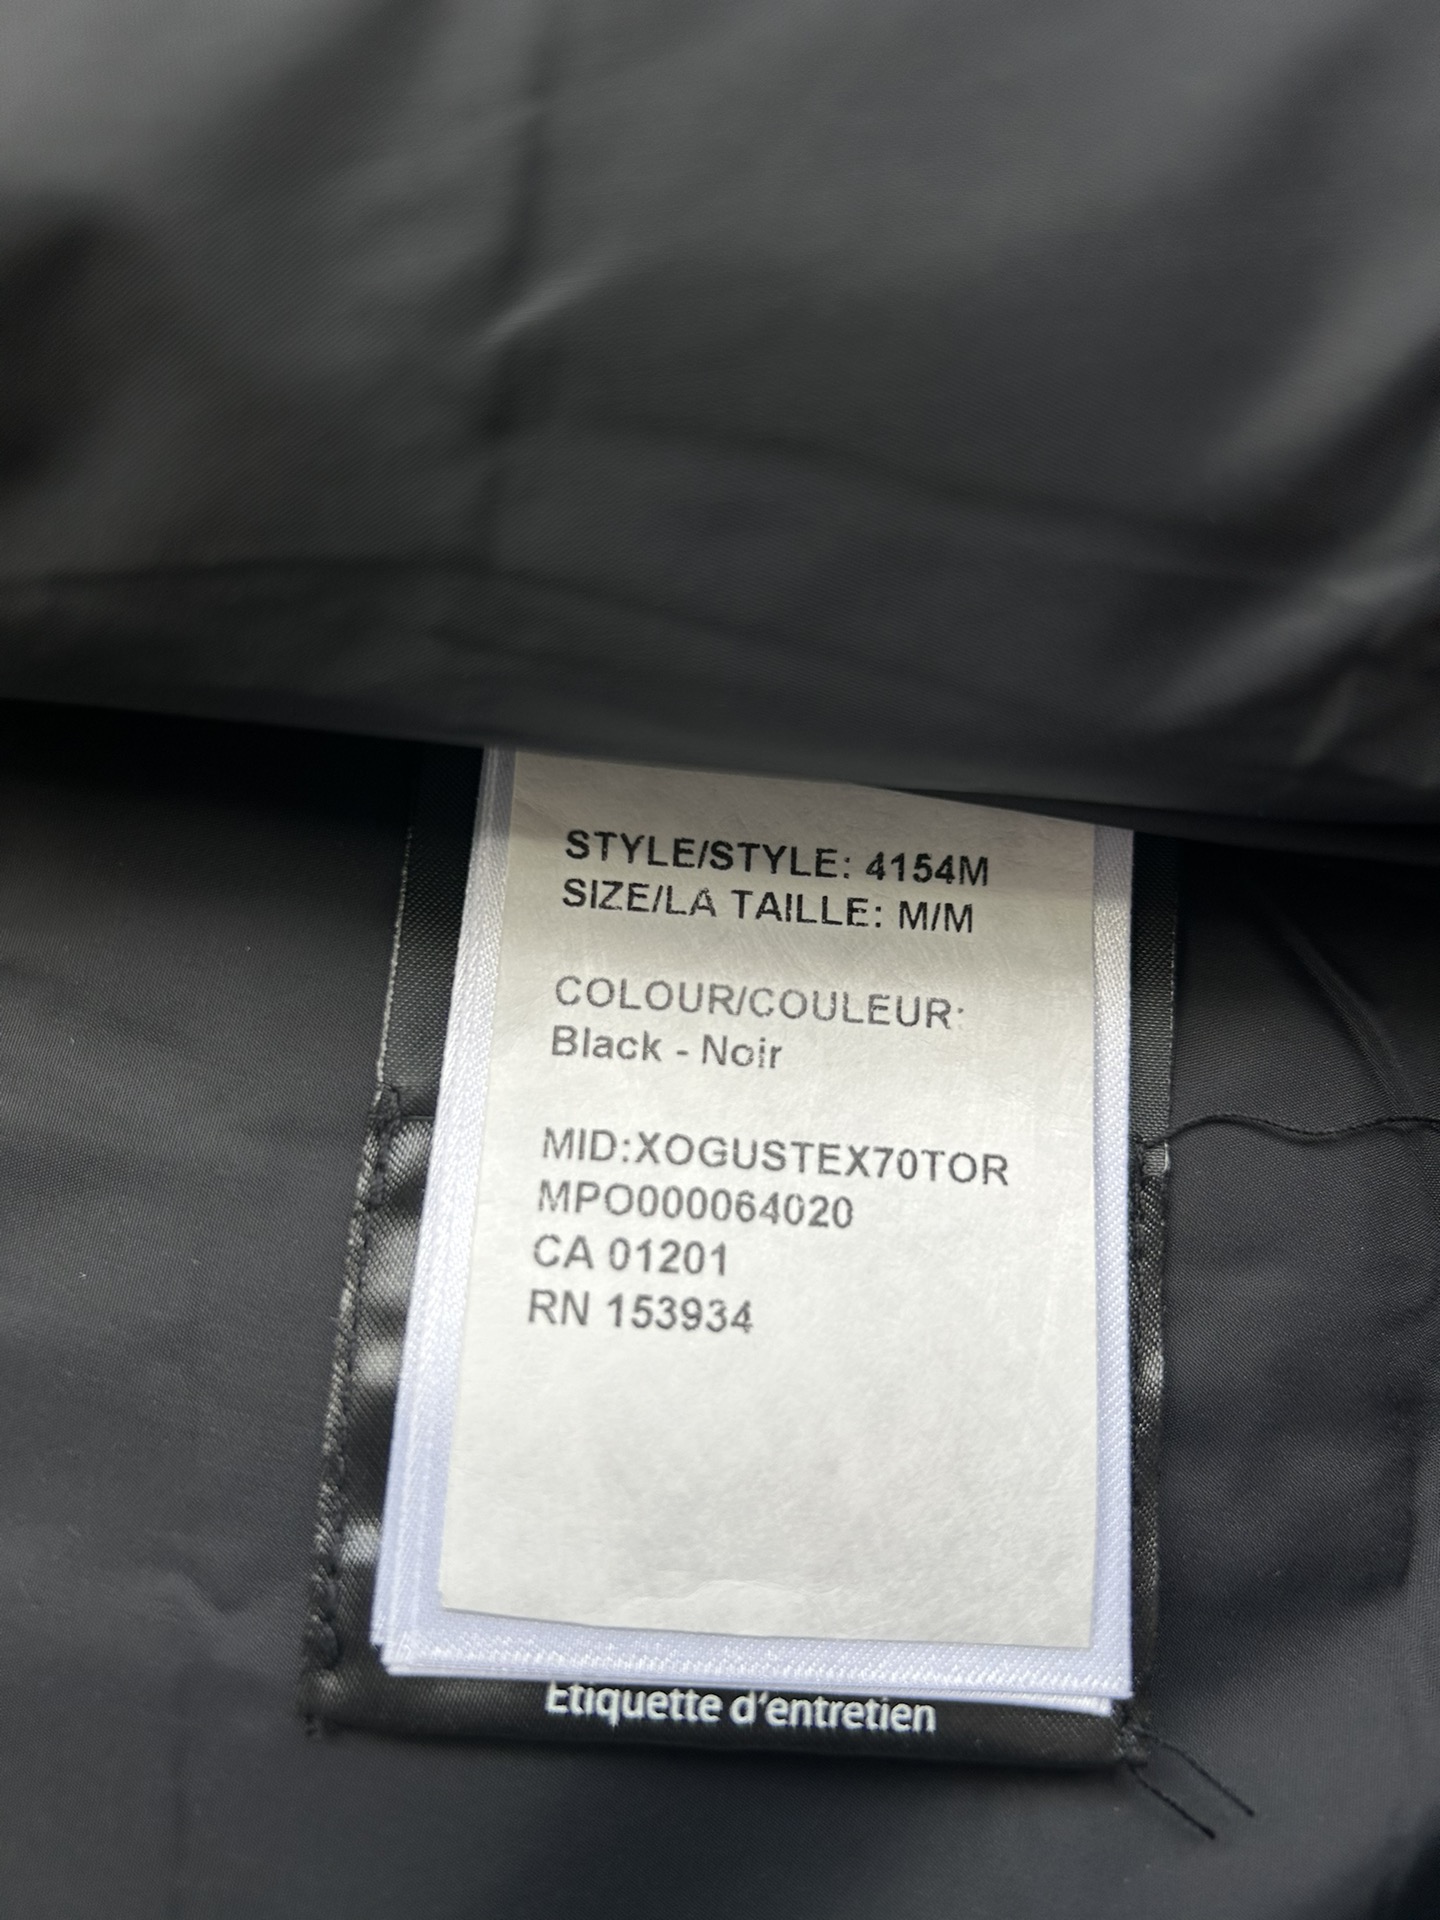 STYLE/STYLE: 4154M
SIZE/LA TAILLE: M/M
COLOUR/COULEUR:
Black - Noir
MID:XOGUSTEX70TOR
MPO000064020
CA 01201
RN 153934
Etiquette d'entretien